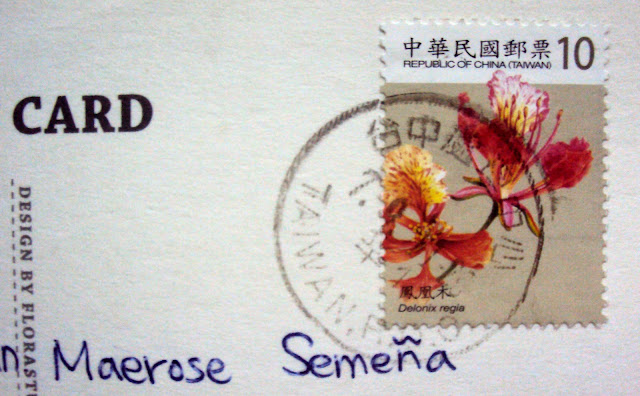 中華民國郵票 10
REPUBLIC OF CHINA (TAIWAN)
CARD
台中
TAIWAN
鳳凰木
Delonix regia
DESIGN BY
Maerose Semeña